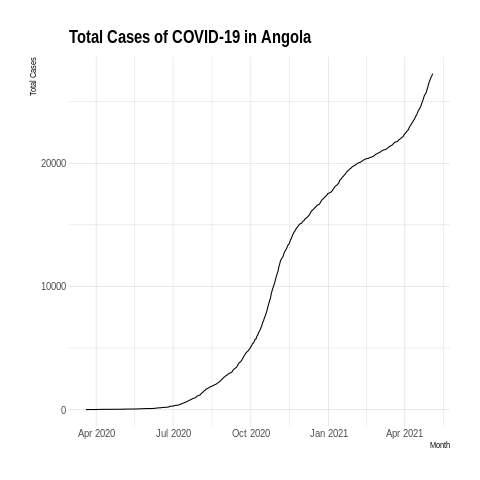 Total Cases of COVID-19 in Angola
Total Cases
20000
10000
0
Apr 2020 Jul 2020 Oct 2020 Jan 2021 Apr 2021
Month